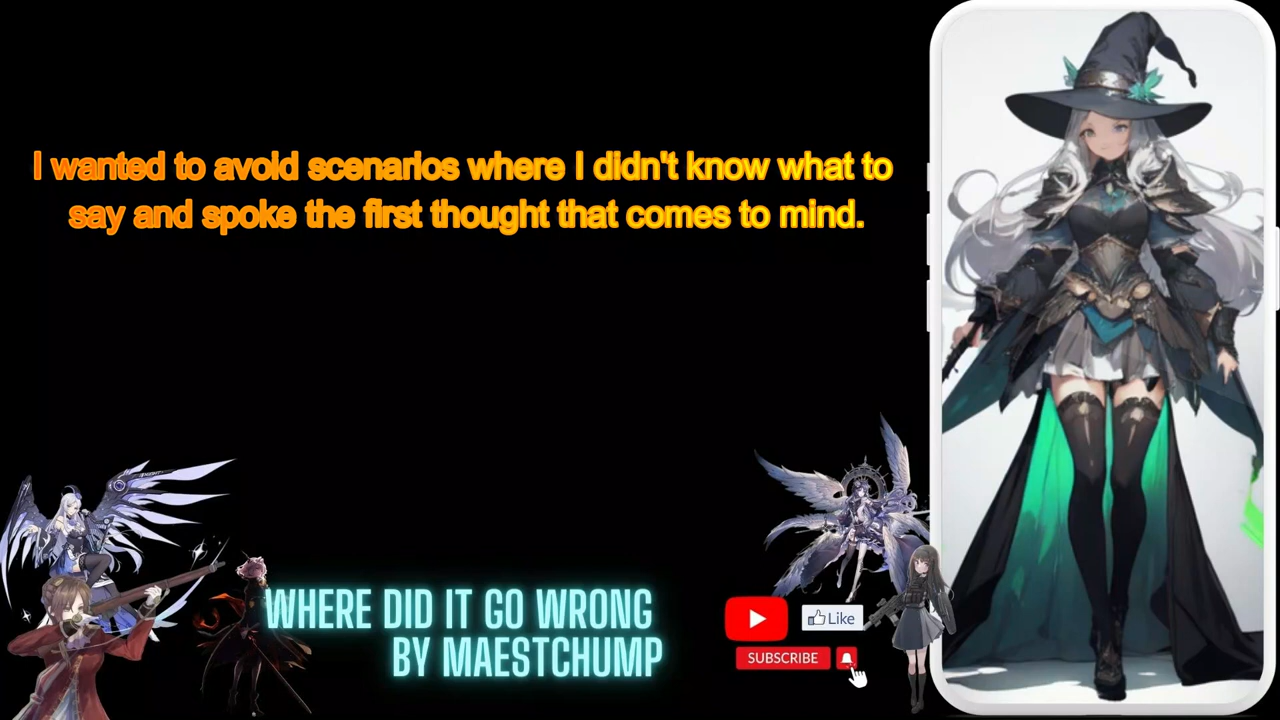 I wanted to avoid scenarios where I didn't know what to
say and spoke the first thought that comes to mind.
WHERE DID IT GO WRONG
BY MAESTCHUMP
Like
SUBSCRIBE